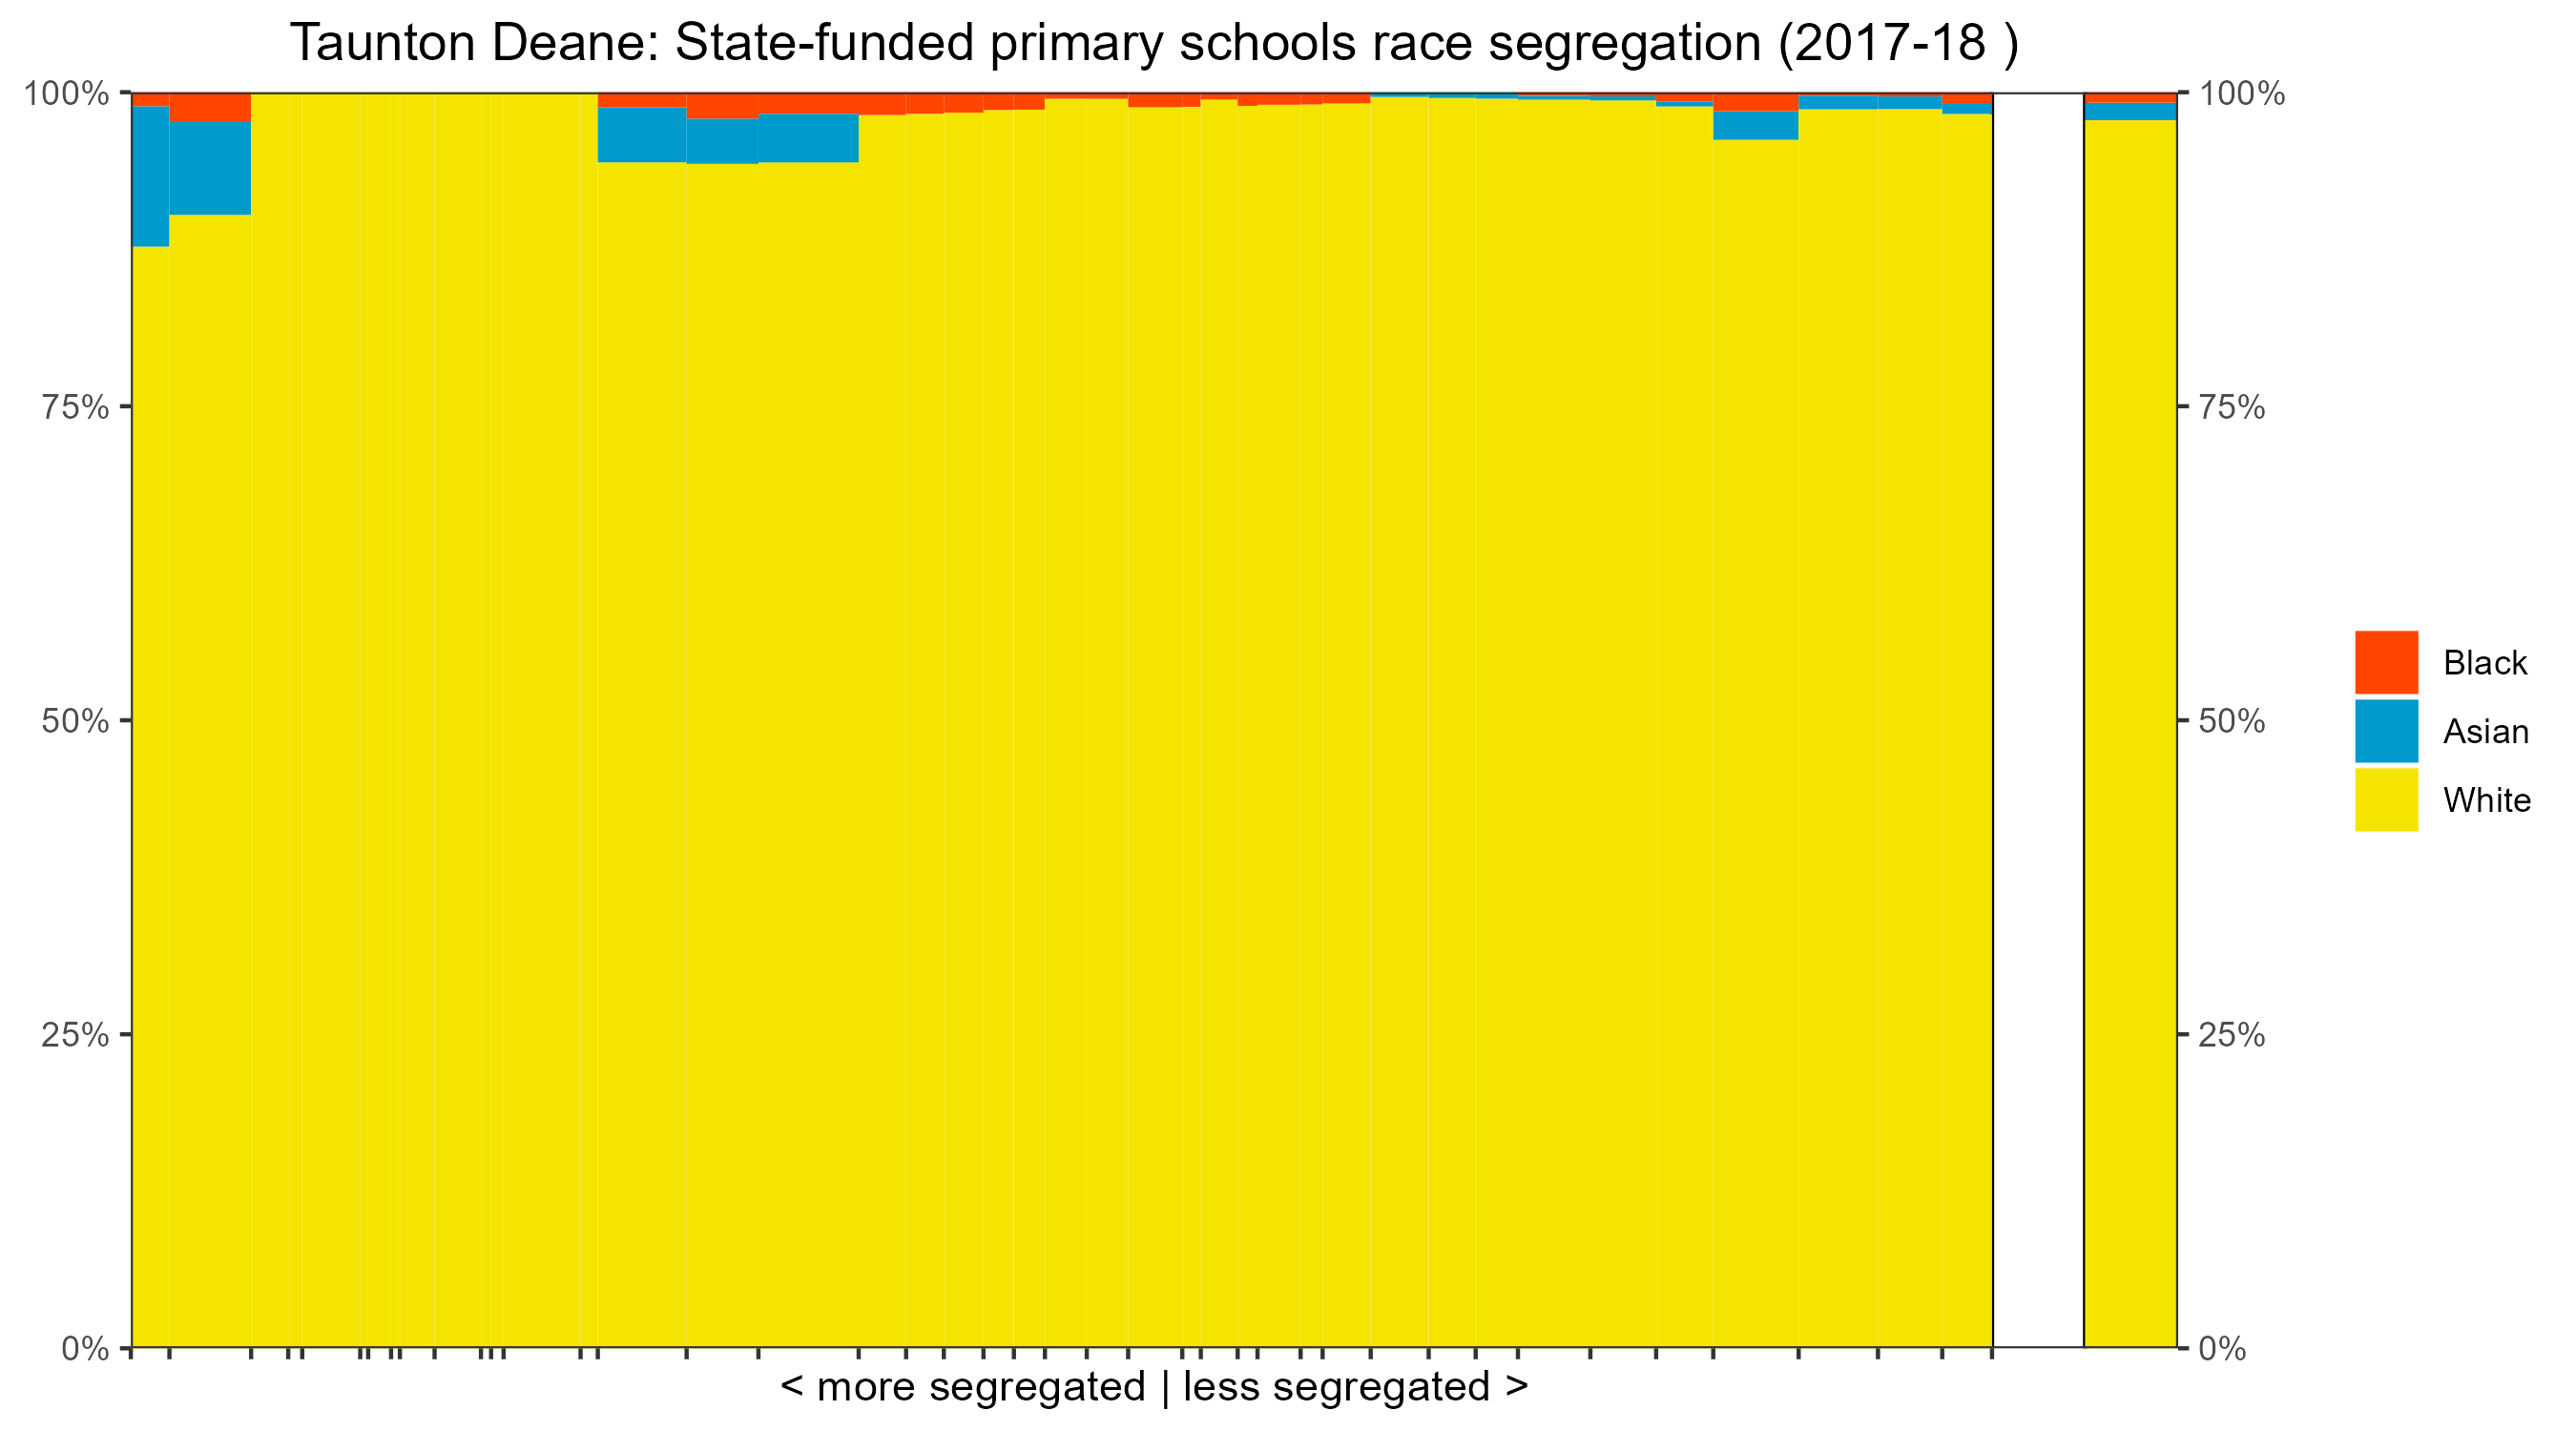 Taunton Deane: State-funded primary schools race segregation (2017-18 )
100%
75%
50%
25%
0%
100%
75%
50%
25%
0%
Black
Asian
White
< more segregated | less segregated >